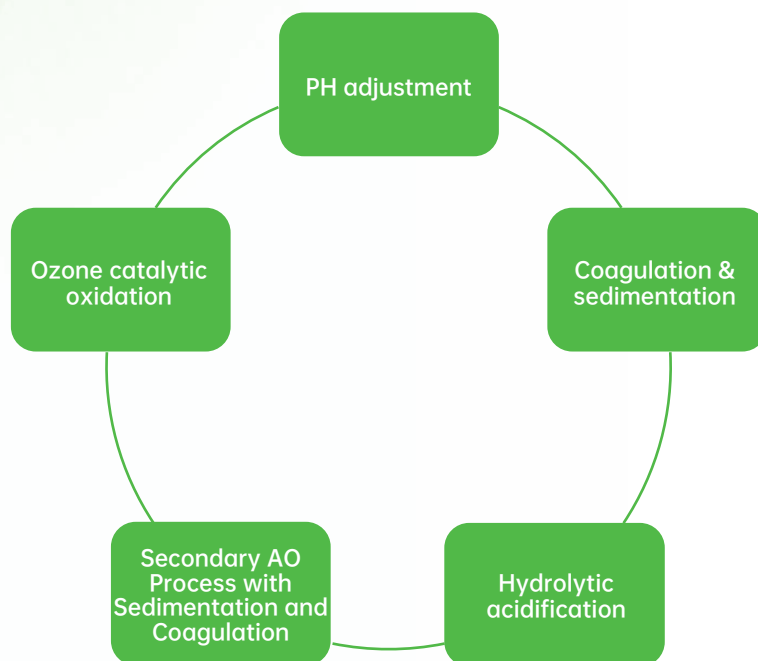 PH adjustment
Coagulation &
sedimentation
Hydrolytic
acidification
Secondary AO
Process with
Sedimentation and
Coagulation
Ozone catalytic
oxidation